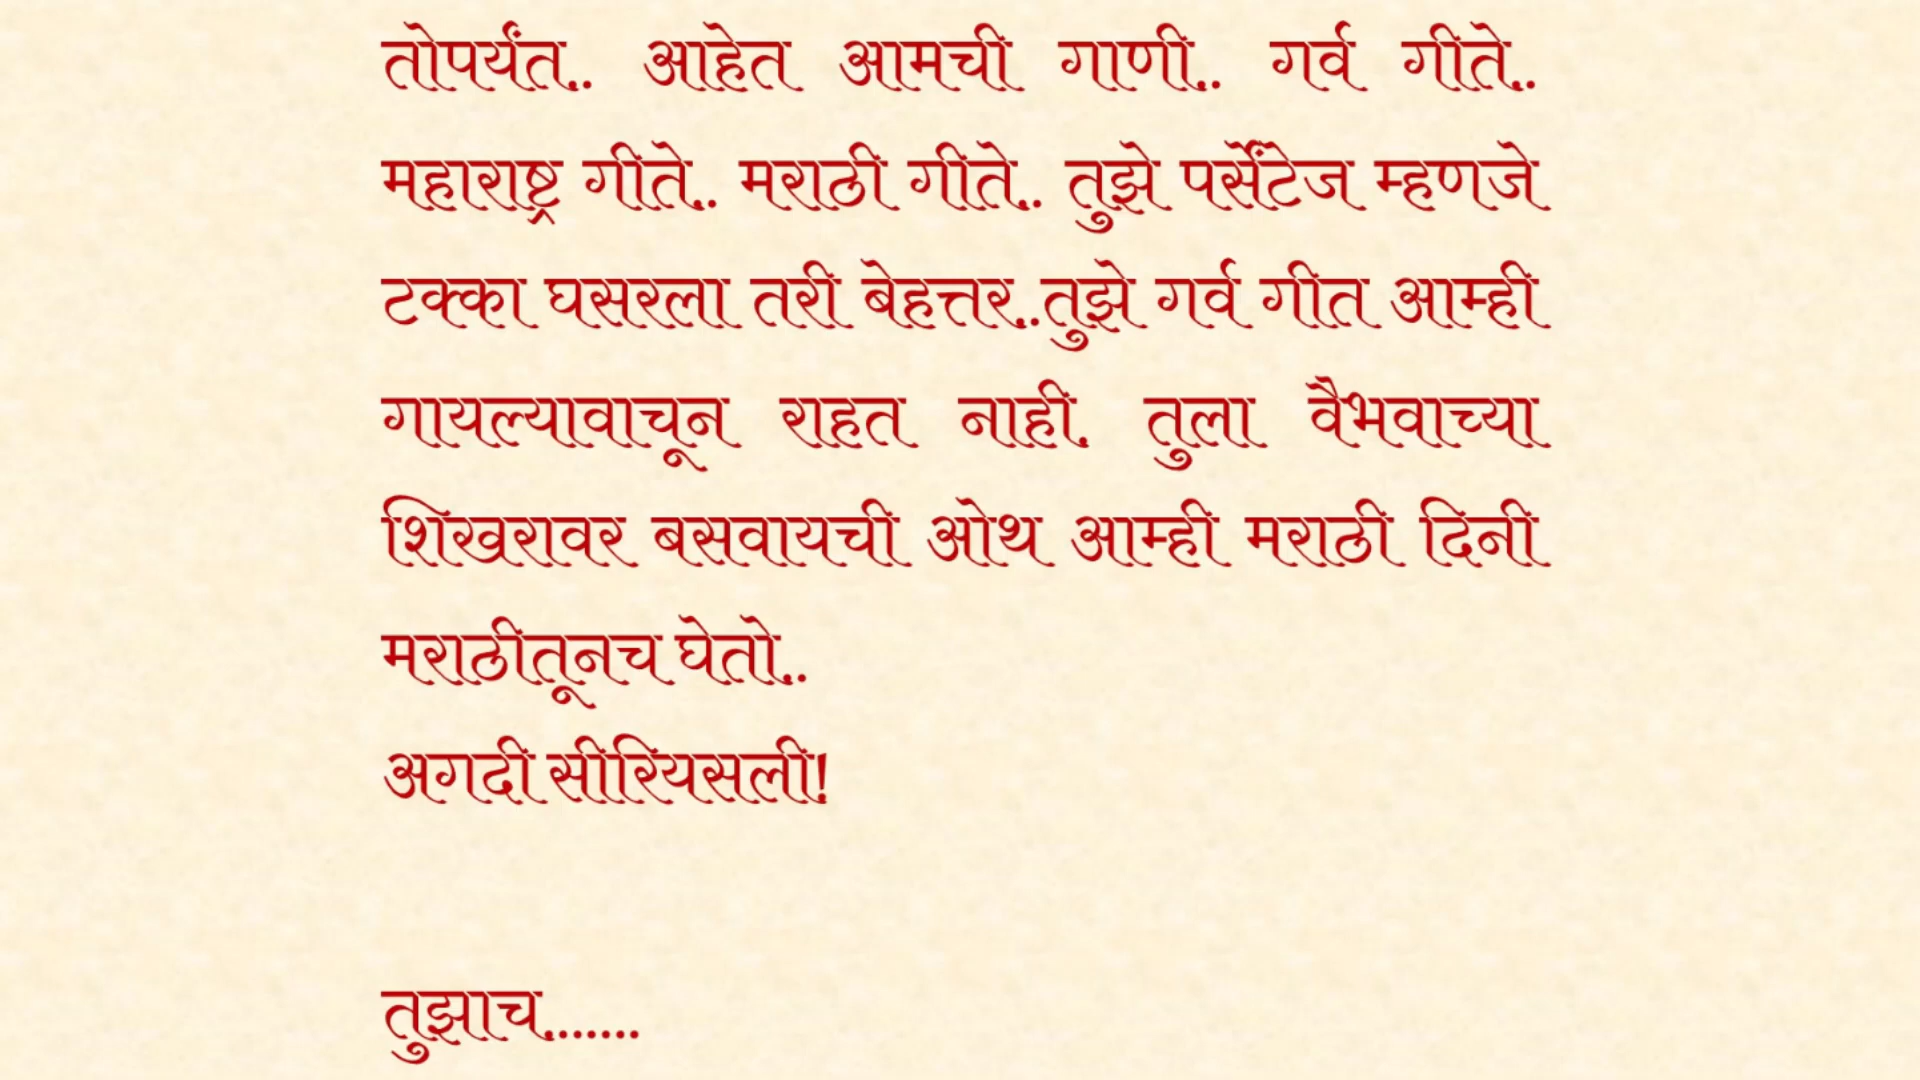 तोपर्यंत.. आहेत आमची गाणी.. गर्व गीते..
महाराष्ट्र गीते.. मराठी गीते.. तुझे पर्सेंटेज म्हणजे
टक्का घसरला तरी बेहत्तर..तुझे गर्व गीत आम्ही
गायल्यावाचून राहत नाही. तुला वैभवाच्या
शिखरावर बसवायची ओथ आम्ही मराठी दिनी
मराठीतूनच घेतो..
अगदी सीरियसली!
तुझाच.......